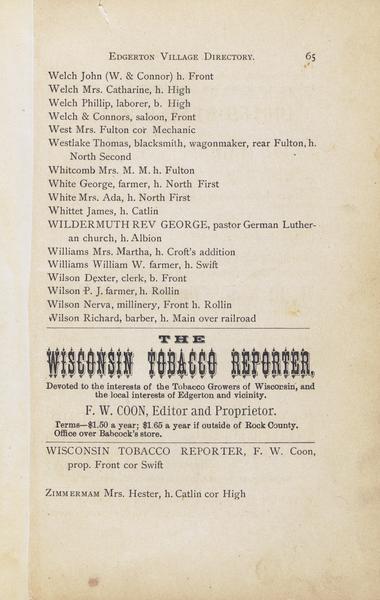 EDGERTON VILLAGE DIRECTORY. 65
Welch John (W. & Connor) h. Front
Welch Mrs. Catharine, h. High
Welch Phillip, laborer, b. High
Welch & Connors, saloon, Front
West Mrs. Fulton cor Mechanic
Westlake Thomas, blacksmith, wagonmaker, rear Fulton, h.
North Second
Whitcomb Mrs. M. M. h. Fulton
White George, farmer, h. North First
White Mrs. Ada, h. North First
Whittet James, h. Catlin
WILDERMUTH REV GEORGE, pastor German Luther-
an church, h. Albion
Williams Mrs. Martha, h. Croft's addition
Williams William W. farmer, h. Swift
Wilson Dexter, clerk, b. Front
Wilson P. J. farmer, h. Rollin
Wilson Nerva, millinery, Front h. Rollin
Wilson Richard, barber, h. Main over railroad
THE
WISCONSIN TOBACCO REPORTER,
Devoted to the interests of the Tobacco Growers of Wisconsin, and
the local interests of Edgerton and vicinity.
F. W. COON, Editor and Proprietor.
Terms—$1.50 a year; $1.65 a year if outside of Rock County.
Office over Babcock's store.
WISCONSIN TOBACCO REPORTER, F. W. Coon,
prop. Front cor Swift
ZIMMERMAM Mrs. Hester, h. Catlin cor High